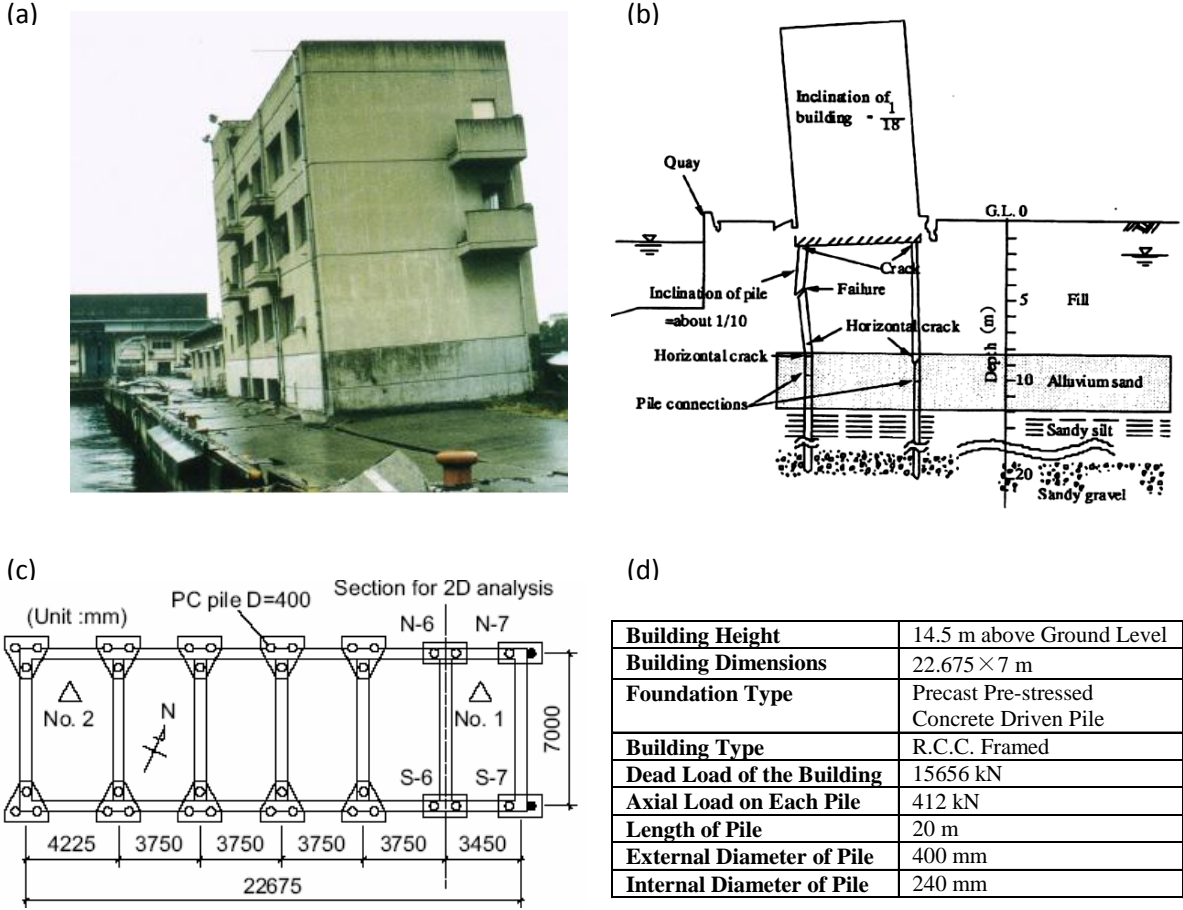 (a)
(b)
Inclination of
building - 1/18
Quay
G.L. 0
Crack
Inclination of pile
=about 1/10
Failure
5
Fill
Horizontal crack
Depth (m)
Horizontal crack
10
Alluvium sand
Pile connections
Sandy silt
20
Sandy gravel
(c)
(Unit :mm)
PC pile D=400
Section for 2D analysis
N-6 N-7
No. 2
N
No. 1
7000
S-6 S-7
4225 3750 3750 3750 3750 3450
22675
(d)
Building Height 14.5 m above Ground Level
Building Dimensions 22.675×7 m
Foundation Type Precast Pre-stressed
Concrete Driven Pile
Building Type R.C.C. Framed
Dead Load of the Building 15656 kN
Axial Load on Each Pile 412 kN
Length of Pile 20 m
External Diameter of Pile 400 mm
Internal Diameter of Pile 240 mm